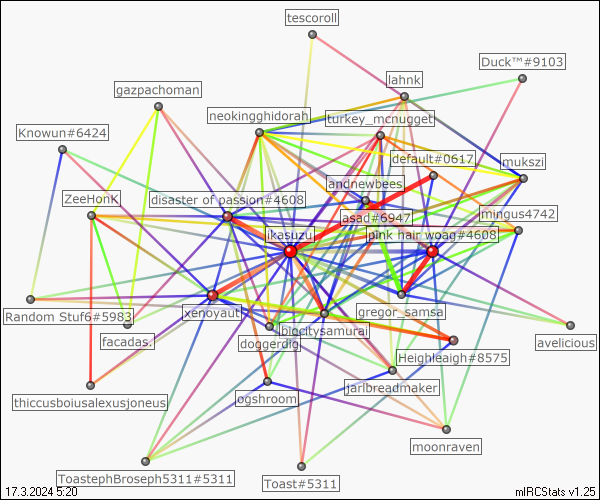 tescoroll
Duck™#9103
lahnk
gazpachoman
neokingghidorah
turkey_mcnugget
Knowun#6424
default#0617
mukszi
andnewbees
ZeeHonk
disaster of passion#4608
asad#6947
mingus4742
ikasuzu
pink hair woag#4608
xenoyaut
gregor_samsa
Random Stuf6#5983
facadas.
bigcitysamurai
doggerdig
avelicious
Heighleaigh#8575
jarlbreadmaker
thiccusboiusalexusjoneus
ogshroom
moonraven
ToastephBroseph5311#5311
Toast#5311
17.3.2024 5:20
mIRCStats v1.25